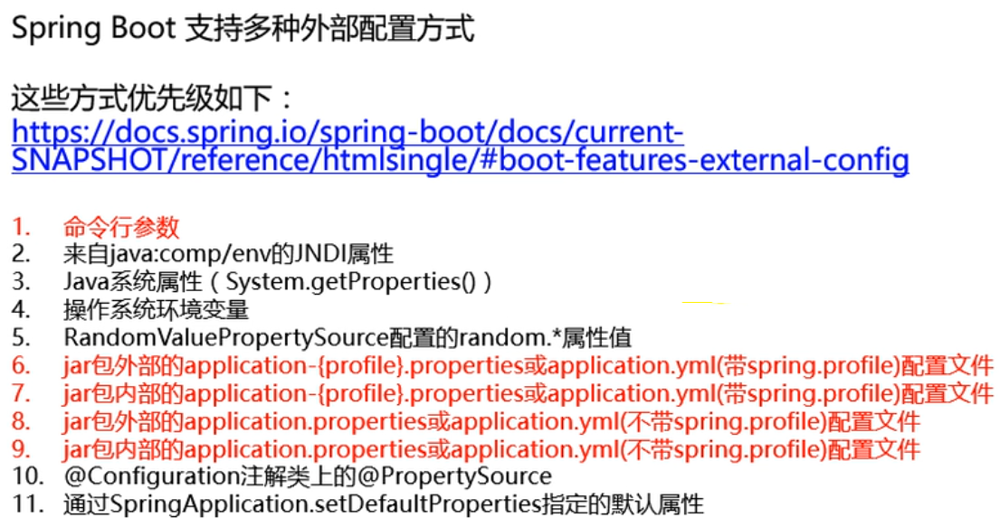 Spring Boot 支持多种外部配置方式
这些方式优先级如下：
https://docs.spring.io/spring-boot/docs/current-
SNAPSHOT/reference/htmlsingle/#boot-features-external-config
1. 命令行参数
2. 来自java:comp/env的JNDI属性
3. Java系统属性（System.getProperties()）
4. 操作系统环境变量
5. RandomValuePropertySource配置的random.*属性值
6. jar包外部的application-{profile}.properties或application.yml(带spring.profile)配置文件
7. jar包内部的application-{profile}.properties或application.yml(带spring.profile)配置文件
8. jar包外部的application.properties或application.yml(不带spring.profile)配置文件
9. jar包内部的application.properties或application.yml(不带spring.profile)配置文件
10. @Configuration注解类上的@PropertySource
11. 通过SpringApplication.setDefaultProperties指定的默认属性